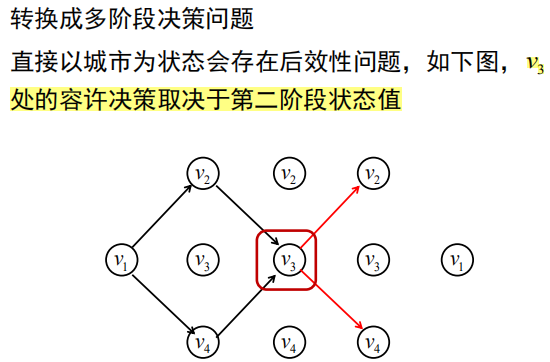 转换成多阶段决策问题
直接以城市为状态会存在后效性问题，如下图，v₃
处的容许决策取决于第二阶段状态值
v₂ v₂ v₂
v₁ v₃ v₃ v₃ v₁
v₄ v₄ v₄